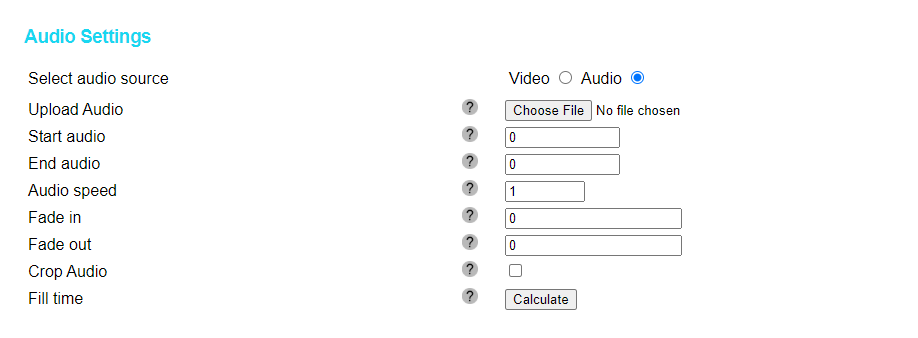 Audio Settings
Select audio source Video Audio
Upload Audio ? Choose File No file chosen
Start audio ? 0
End audio ? 0
Audio speed ? 1
Fade in ? 0
Fade out ? 0
Crop Audio ?
Fill time ? Calculate